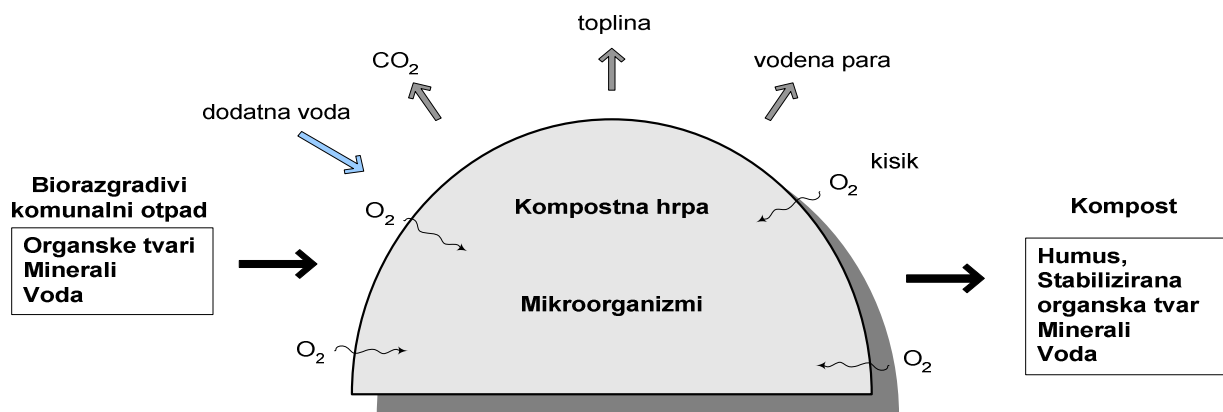 toplina
CO2
vodena para
dodatna voda
kisik
Biorazgradivi
komunalni otpad
Organske tvari
Minerali
Voda
O2
Kompostna hrpa
O2
Mikroorganizmi
O2
O2
Kompost
Humus,
Stabilizirana
organska tvar
Minerali
Voda